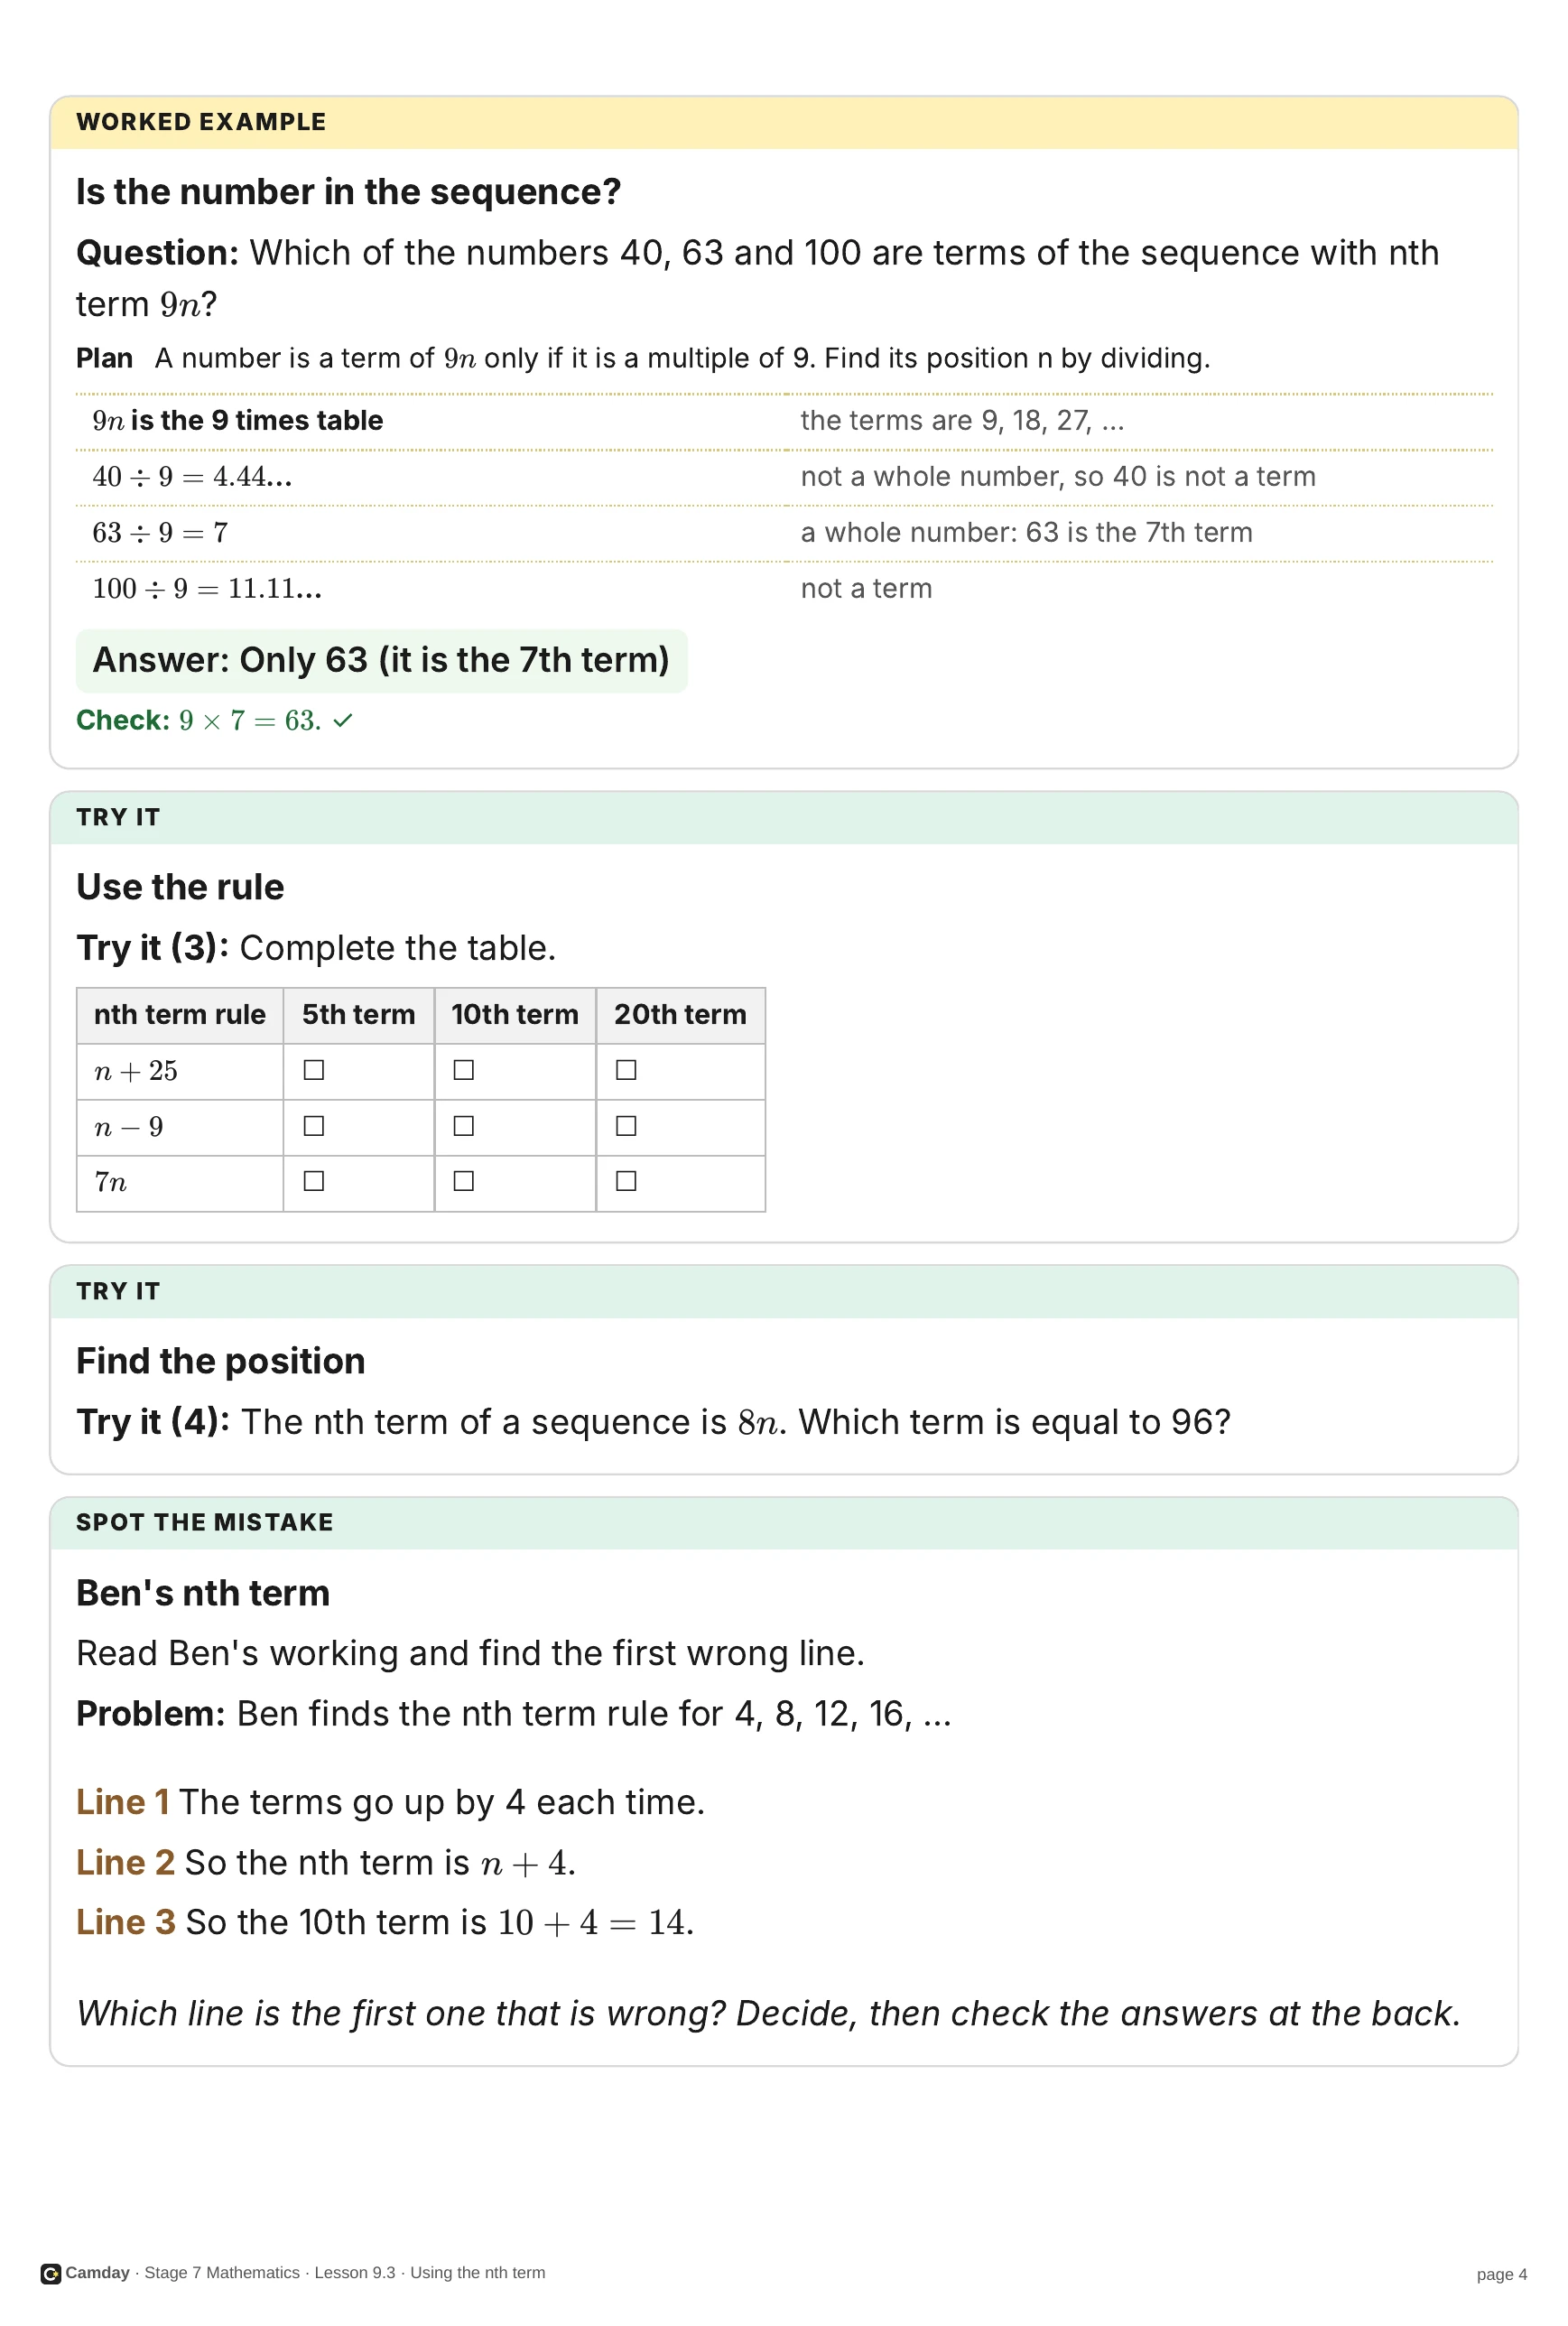 WORKED EXAMPLE
Is the number in the sequence?
Question: Which of the numbers 40, 63 and 100 are terms of the sequence with nth
term 9n?
Plan A number is a term of 9n only if it is a multiple of 9. Find its position n by dividing.
9n is the 9 times table the terms are 9, 18, 27, ...
40 ÷ 9 = 4.44... not a whole number, so 40 is not a term
63 ÷ 9 = 7 a whole number: 63 is the 7th term
100 ÷ 9 = 11.11... not a term
Answer: Only 63 (it is the 7th term)
Check: 9 × 7 = 63. ✓
TRY IT
Use the rule
Try it (3): Complete the table.
nth term rule 5th term 10th term 20th term
n + 25 ☐ ☐ ☐
n − 9 ☐ ☐ ☐
7n ☐ ☐ ☐
TRY IT
Find the position
Try it (4): The nth term of a sequence is 8n. Which term is equal to 96?
SPOT THE MISTAKE
Ben's nth term
Read Ben's working and find the first wrong line.
Problem: Ben finds the nth term rule for 4, 8, 12, 16, ...
Line 1 The terms go up by 4 each time.
Line 2 So the nth term is n + 4.
Line 3 So the 10th term is 10 + 4 = 14.
Which line is the first one that is wrong? Decide, then check the answers at the back.
Camday · Stage 7 Mathematics · Lesson 9.3 · Using the nth term page 4